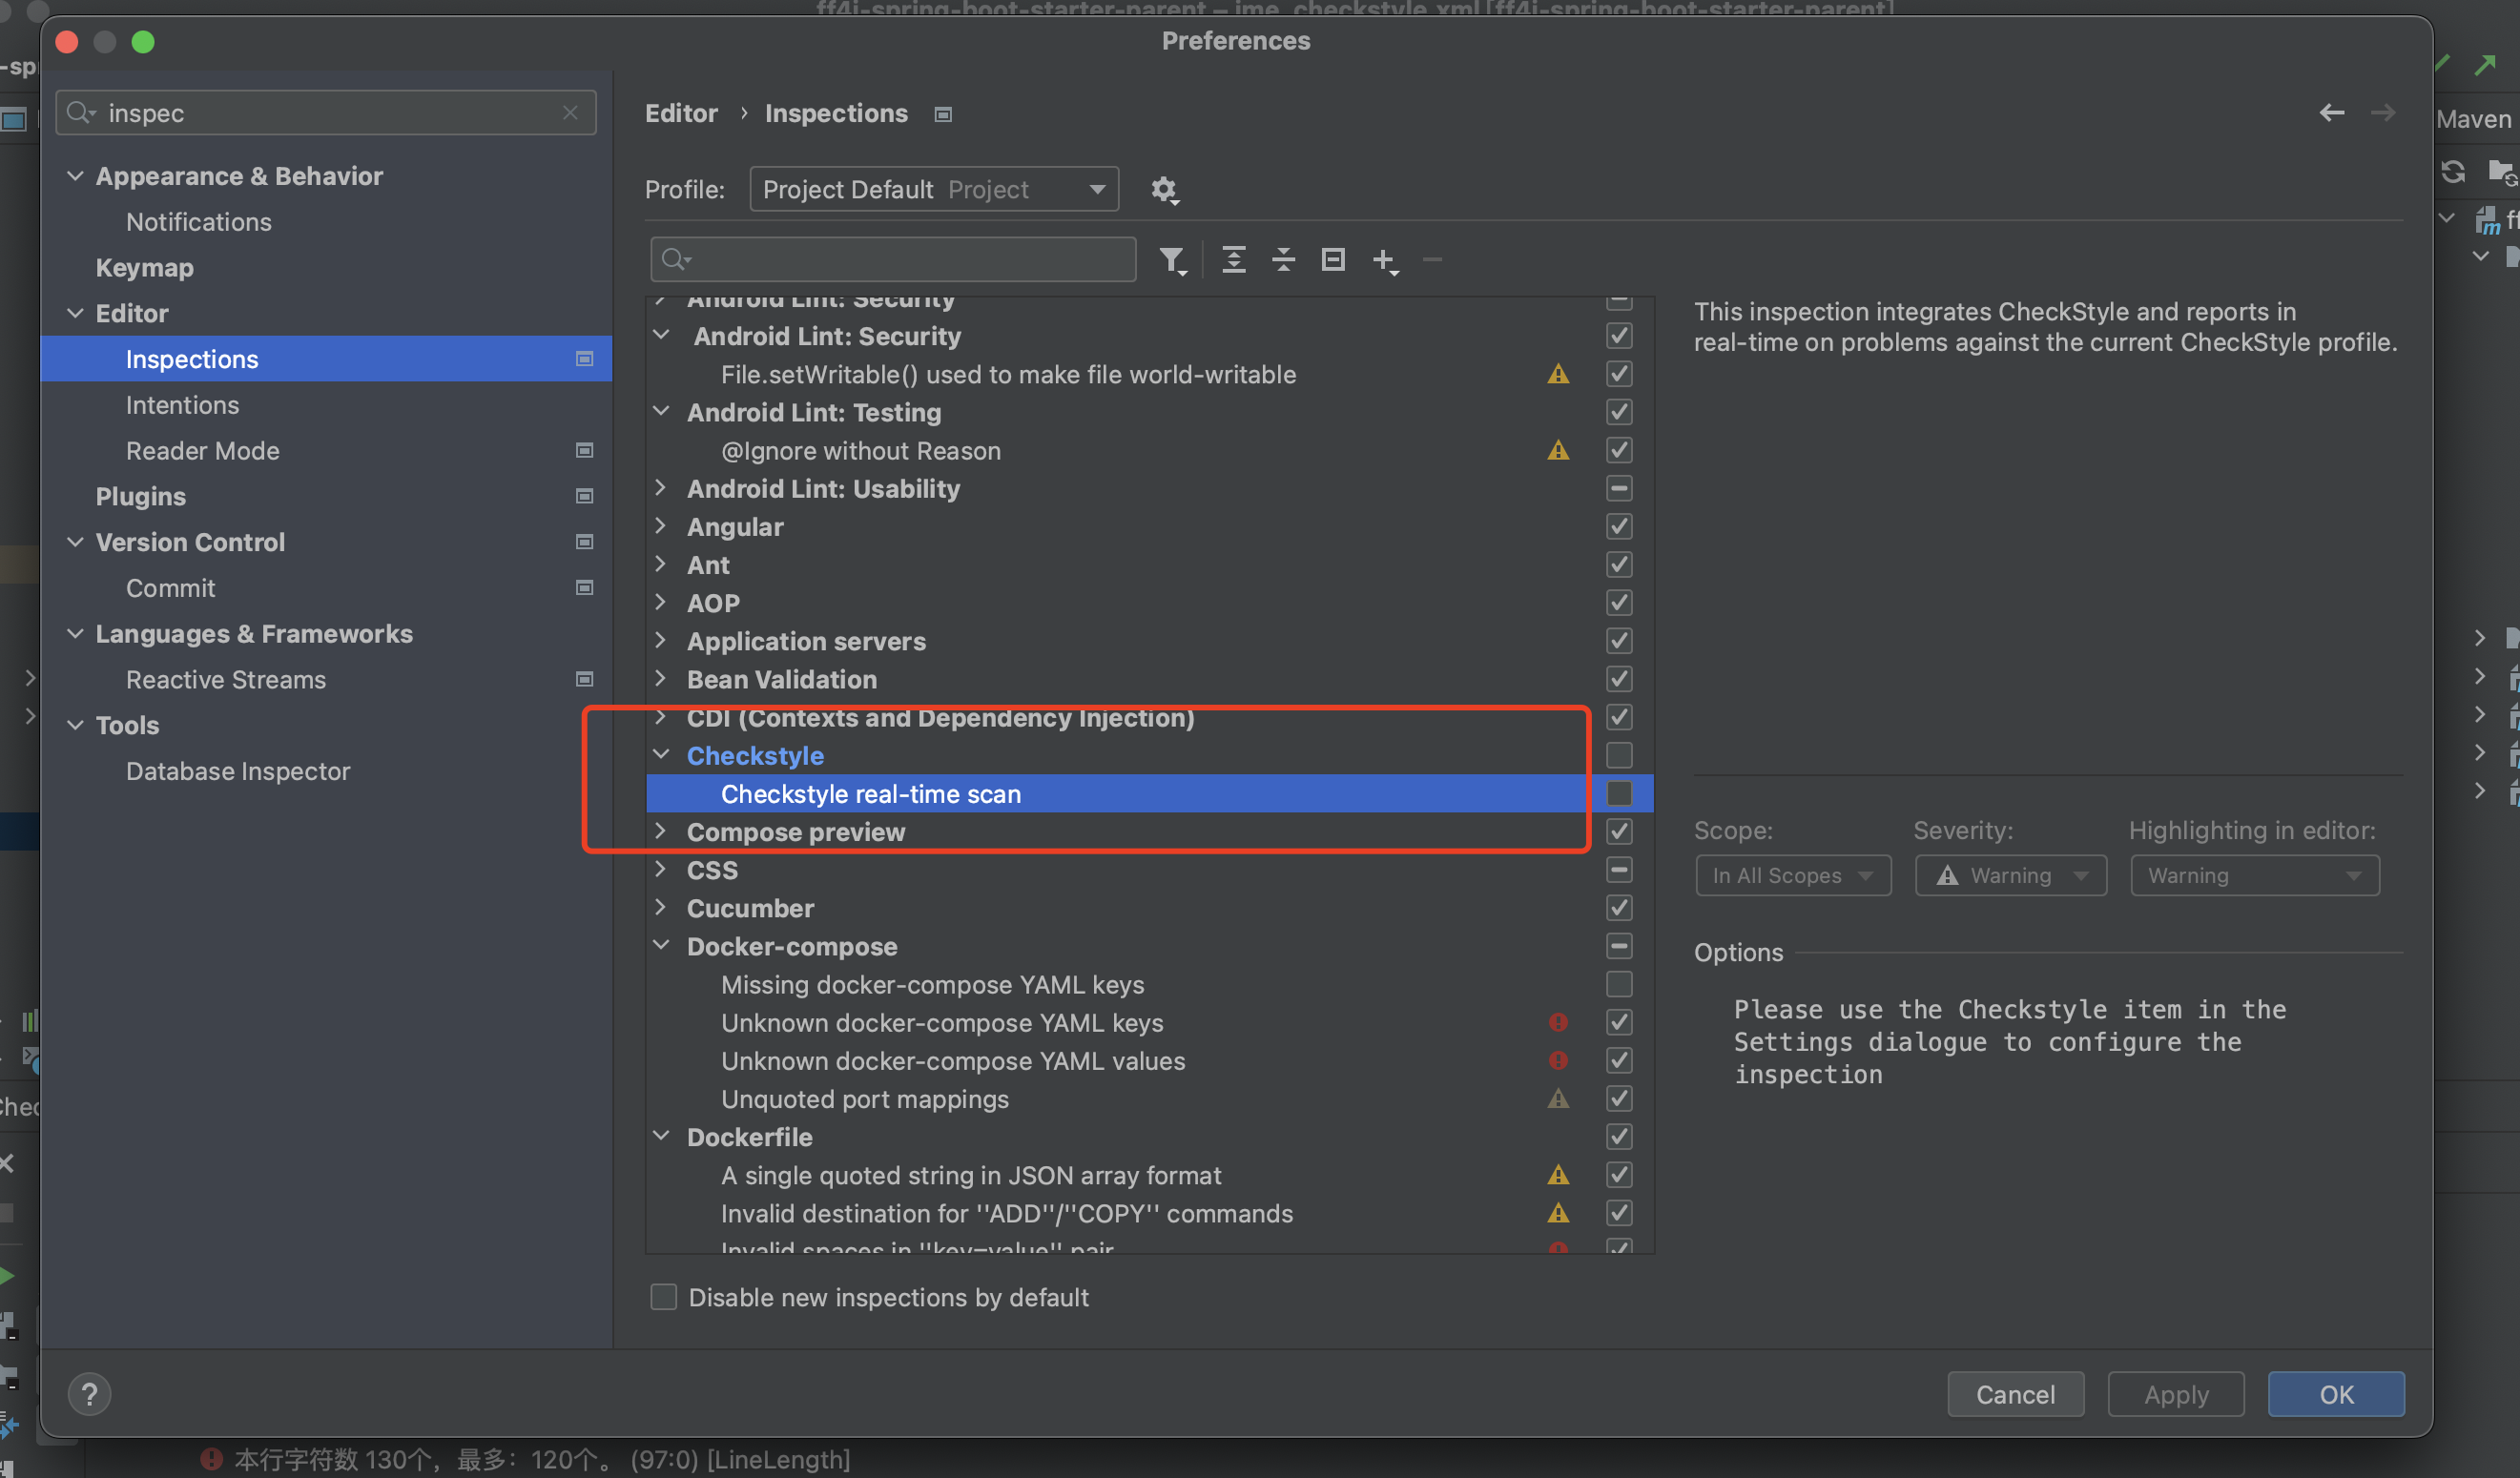 ff4j-spring-boot-starter-parent – ime_checkstyle.xml [ff4j-spring-boot-starter-parent]
Preferences
-spr
Maven
inspec
Appearance & Behavior
Notifications
Keymap
Editor
Inspections
Intentions
Reader Mode
Plugins
Version Control
Commit
Languages & Frameworks
Reactive Streams
Tools
Database Inspector
Editor › Inspections
Profile: Project Default Project
Android Lint: Security
Android Lint: Security
File.setWritable() used to make file world-writable
Android Lint: Testing
@Ignore without Reason
Android Lint: Usability
Angular
Ant
AOP
Application servers
Bean Validation
CDI (Contexts and Dependency Injection)
Checkstyle
Checkstyle real-time scan
Compose preview
CSS
Cucumber
Docker-compose
Missing docker-compose YAML keys
Unknown docker-compose YAML keys
Unknown docker-compose YAML values
Unquoted port mappings
Dockerfile
A single quoted string in JSON array format
Invalid destination for ''ADD''/''COPY'' commands
Invalid spaces in ''key=value'' pair
Disable new inspections by default
This inspection integrates CheckStyle and reports in
real-time on problems against the current CheckStyle profile.
Scope: Severity: Highlighting in editor:
In All Scopes Warning Warning
Options
Please use the Checkstyle item in the
Settings dialogue to configure the
inspection
? Cancel Apply OK
本行字符数 130个，最多：120个。 (97:0) [LineLength]